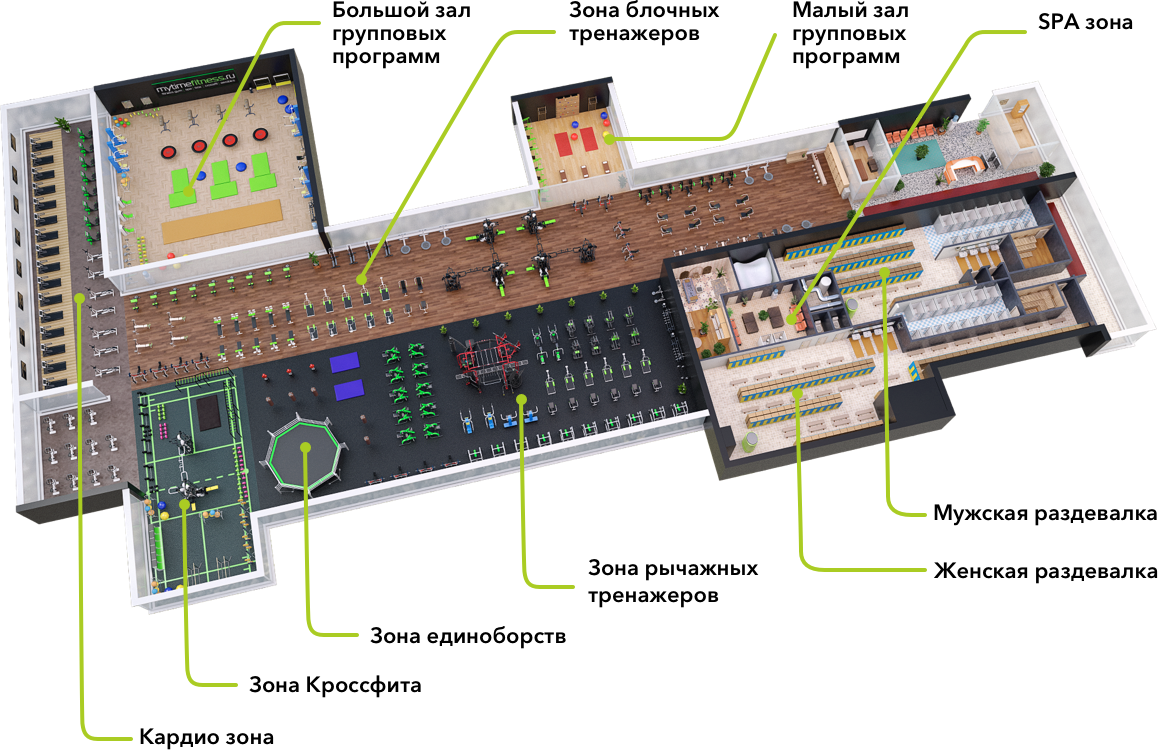 Большой зал
групповых
программ
Зона блочных
тренажеров
Малый зал
групповых
программ
SPA зона
mytimefitness.ru
Мужская раздевалка
Женская раздевалка
Зона рычажных
тренажеров
Зона единоборств
Зона Кроссфита
Кардио зона